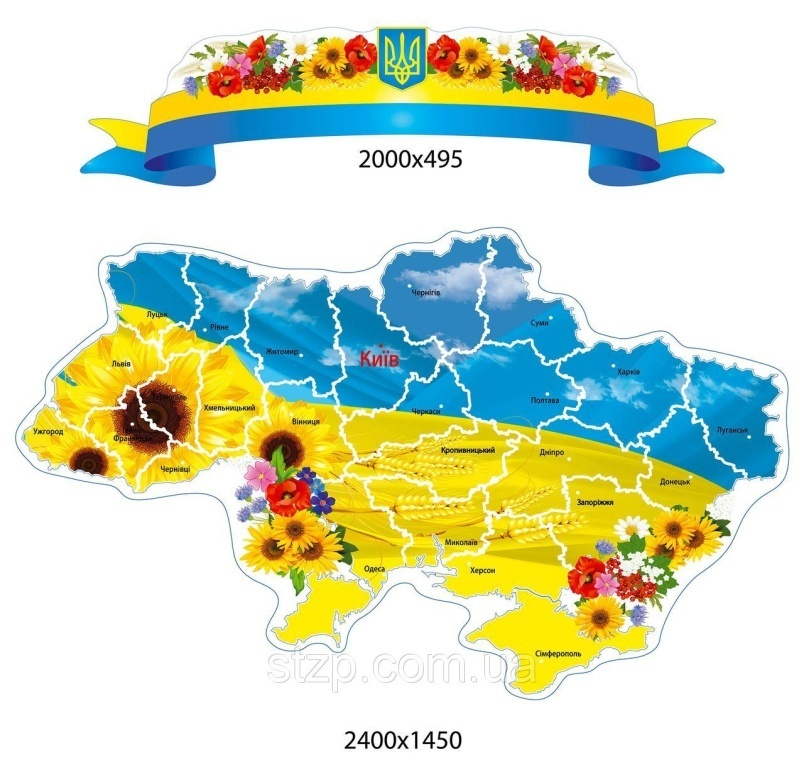 2000x495
Чернігів
Луцьк
Рівне
Суми
Житомир
Київ
Львів
Харків
Хмельницький
Полтава
Черкаси
Ужгород
Вінниця
Луганськ
Кропивницький
Дніпро
Чернівці
Донецьк
Запоріжжя
Миколаїв
Одеса
Херсон
Сімферополь
stzp.com.ua
2400x1450